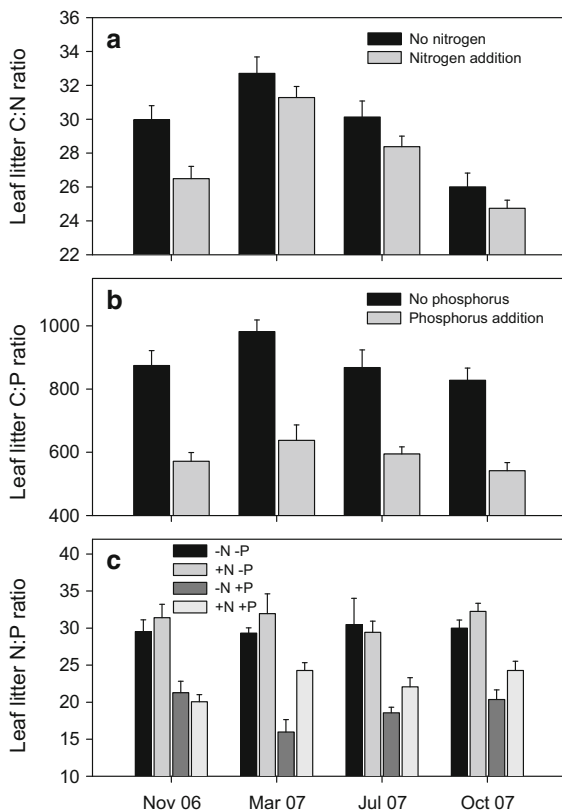 a
No nitrogen
Nitrogen addition
Leaf litter C:N ratio
36
34
32
30
28
26
24
22
b
No phosphorus
Phosphorus addition
Leaf litter C:P ratio
1000
800
600
400
c
-N -P
+N -P
-N +P
+N +P
Leaf litter N:P ratio
40
35
30
25
20
15
10
Nov 06 Mar 07 Jul 07 Oct 07